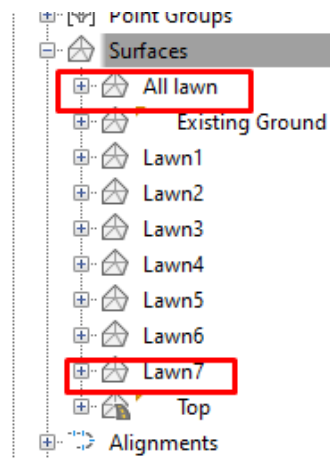 Point Groups
Surfaces
All lawn
Existing Ground
Lawn1
Lawn2
Lawn3
Lawn4
Lawn5
Lawn6
Lawn7
Top
Alignments